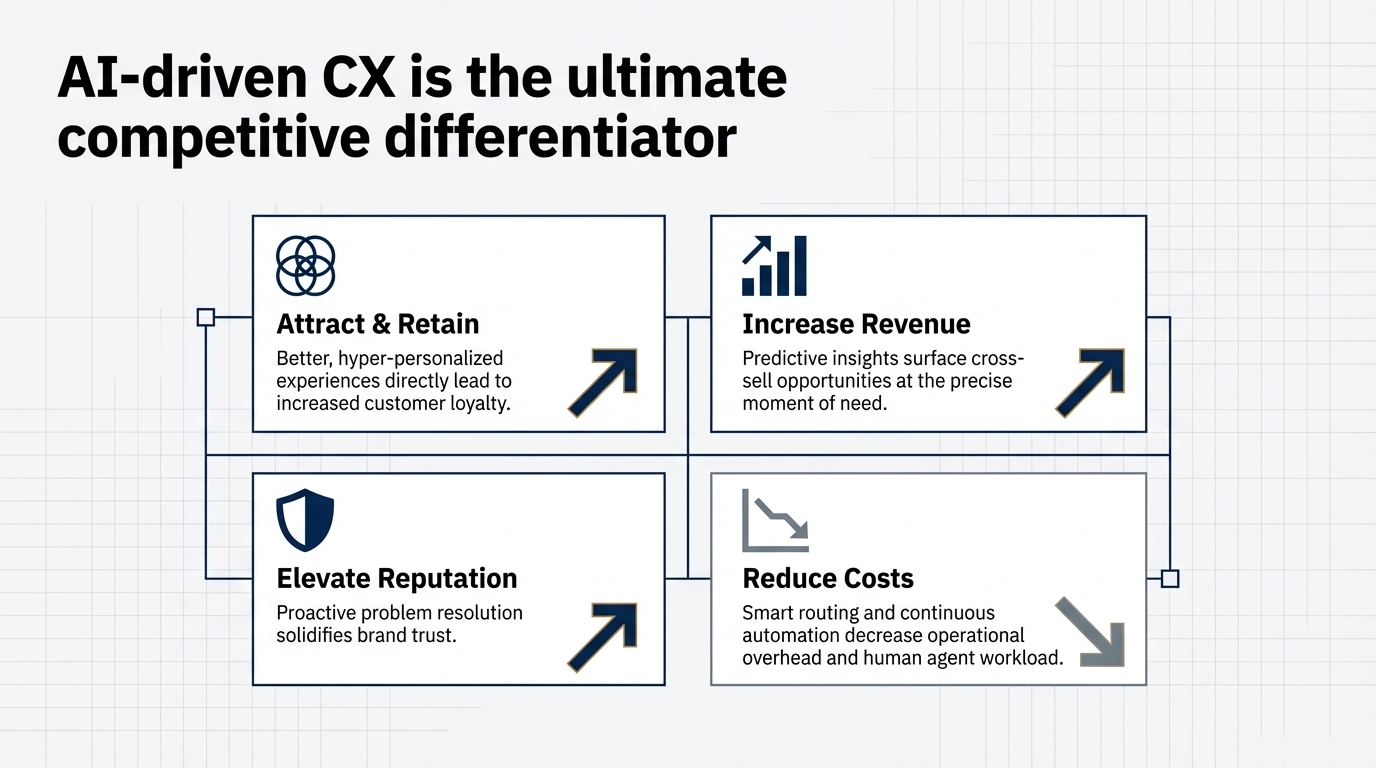 AI-driven CX is the ultimate
competitive differentiator
Attract & Retain
Better, hyper-personalized
experiences directly lead to
increased customer loyalty.
Increase Revenue
Predictive insights surface cross-
sell opportunities at the precise
moment of need.
Elevate Reputation
Proactive problem resolution
solidifies brand trust.
Reduce Costs
Smart routing and continuous
automation decrease operational
overhead and human agent workload.